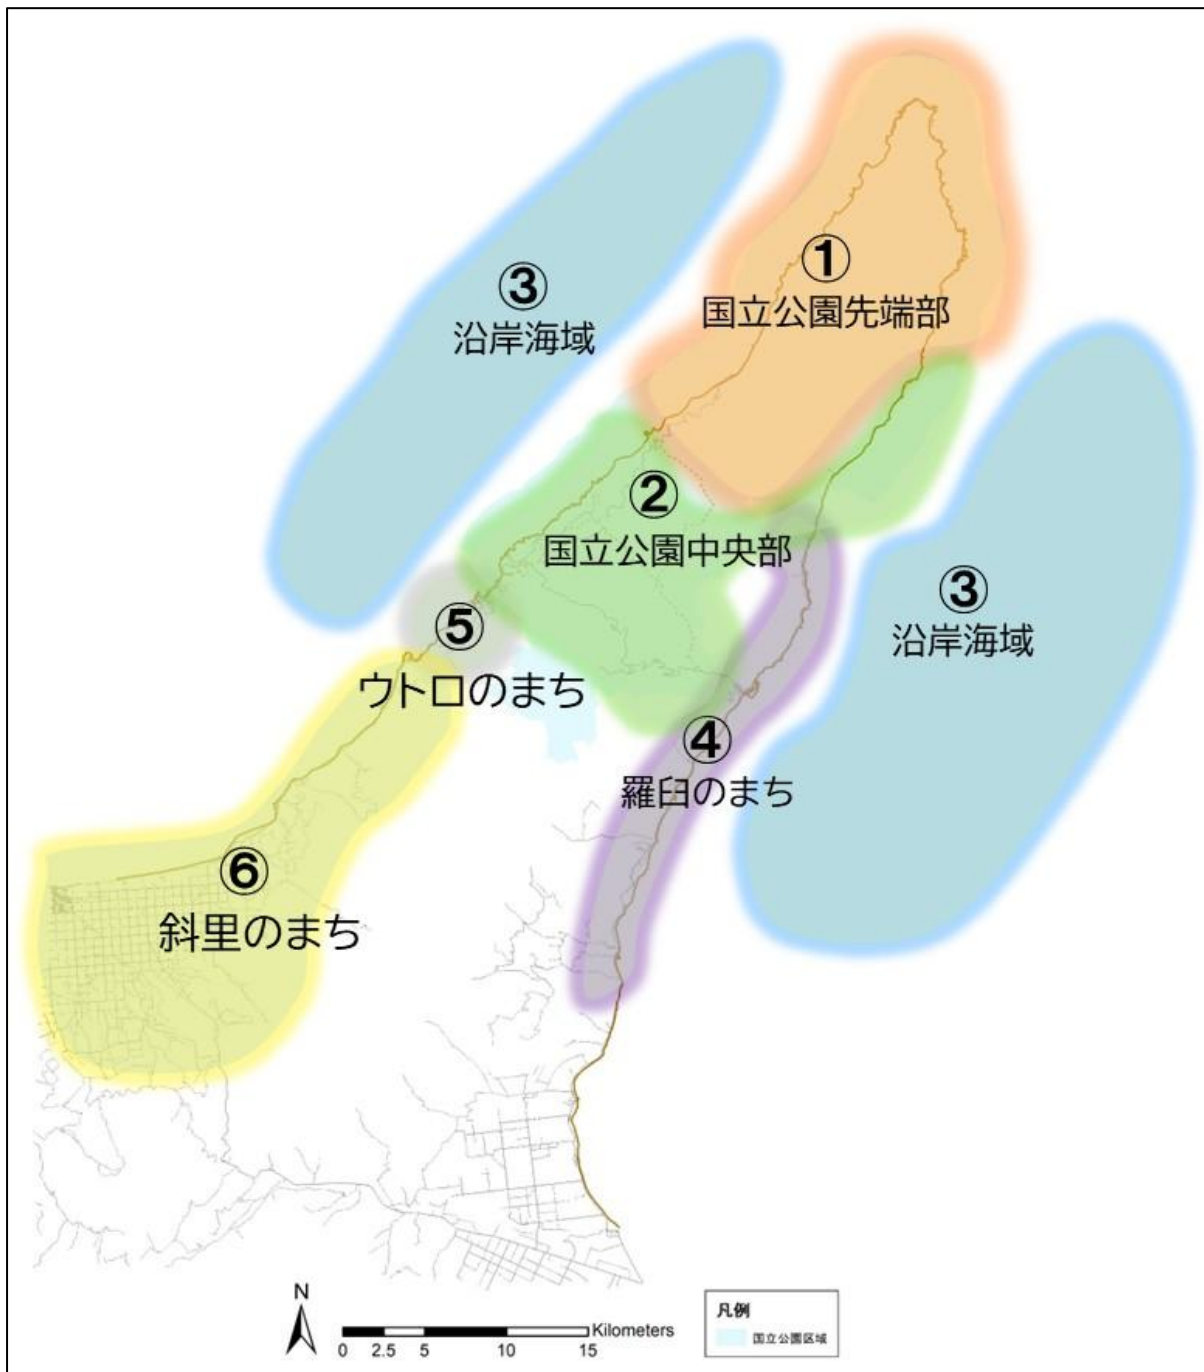 ①
国立公園先端部
③
沿岸海域
②
国立公園中央部
③
沿岸海域
⑤
ウトロのまち
④
羅臼のまち
⑥
斜里のまち
N
Kilometers
0 2.5 5 10 15
凡例
国立公園区域